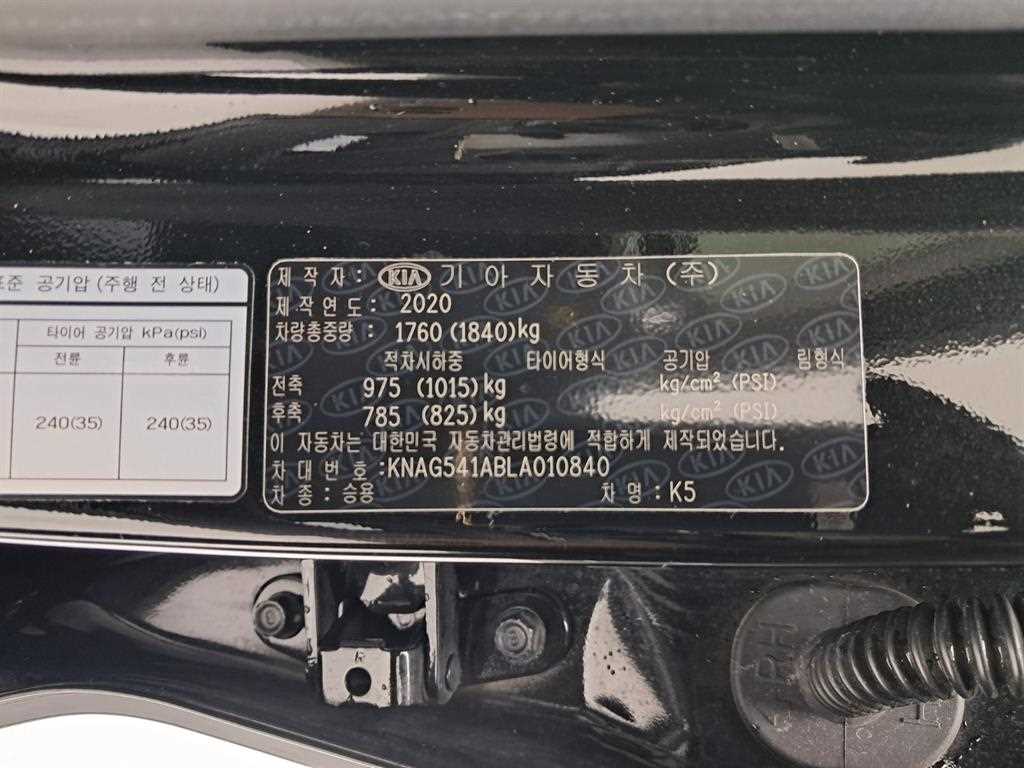 표준 공기압 (주행 전 상태)
타이어 공기압 kPa(psi)
전륜 후륜
240(35) 240(35)
제 작 자 : KIA 기 아 자 동 차 (주)
제 작 연 도 : 2020
차량총중량 : 1760 (1840)kg
적차시하중 타이어형식 공기압 림형식
전축 975 (1015)kg kg/cm² (PSI)
후축 785 (825)kg kg/cm² (PSI)
이 자동차는 대한민국 자동차관리법령에 적합하게 제작되었습니다.
차 대 번 호 :KNAG541ABLA010840
차 종 : 승용 차 명 : K5
R
RH